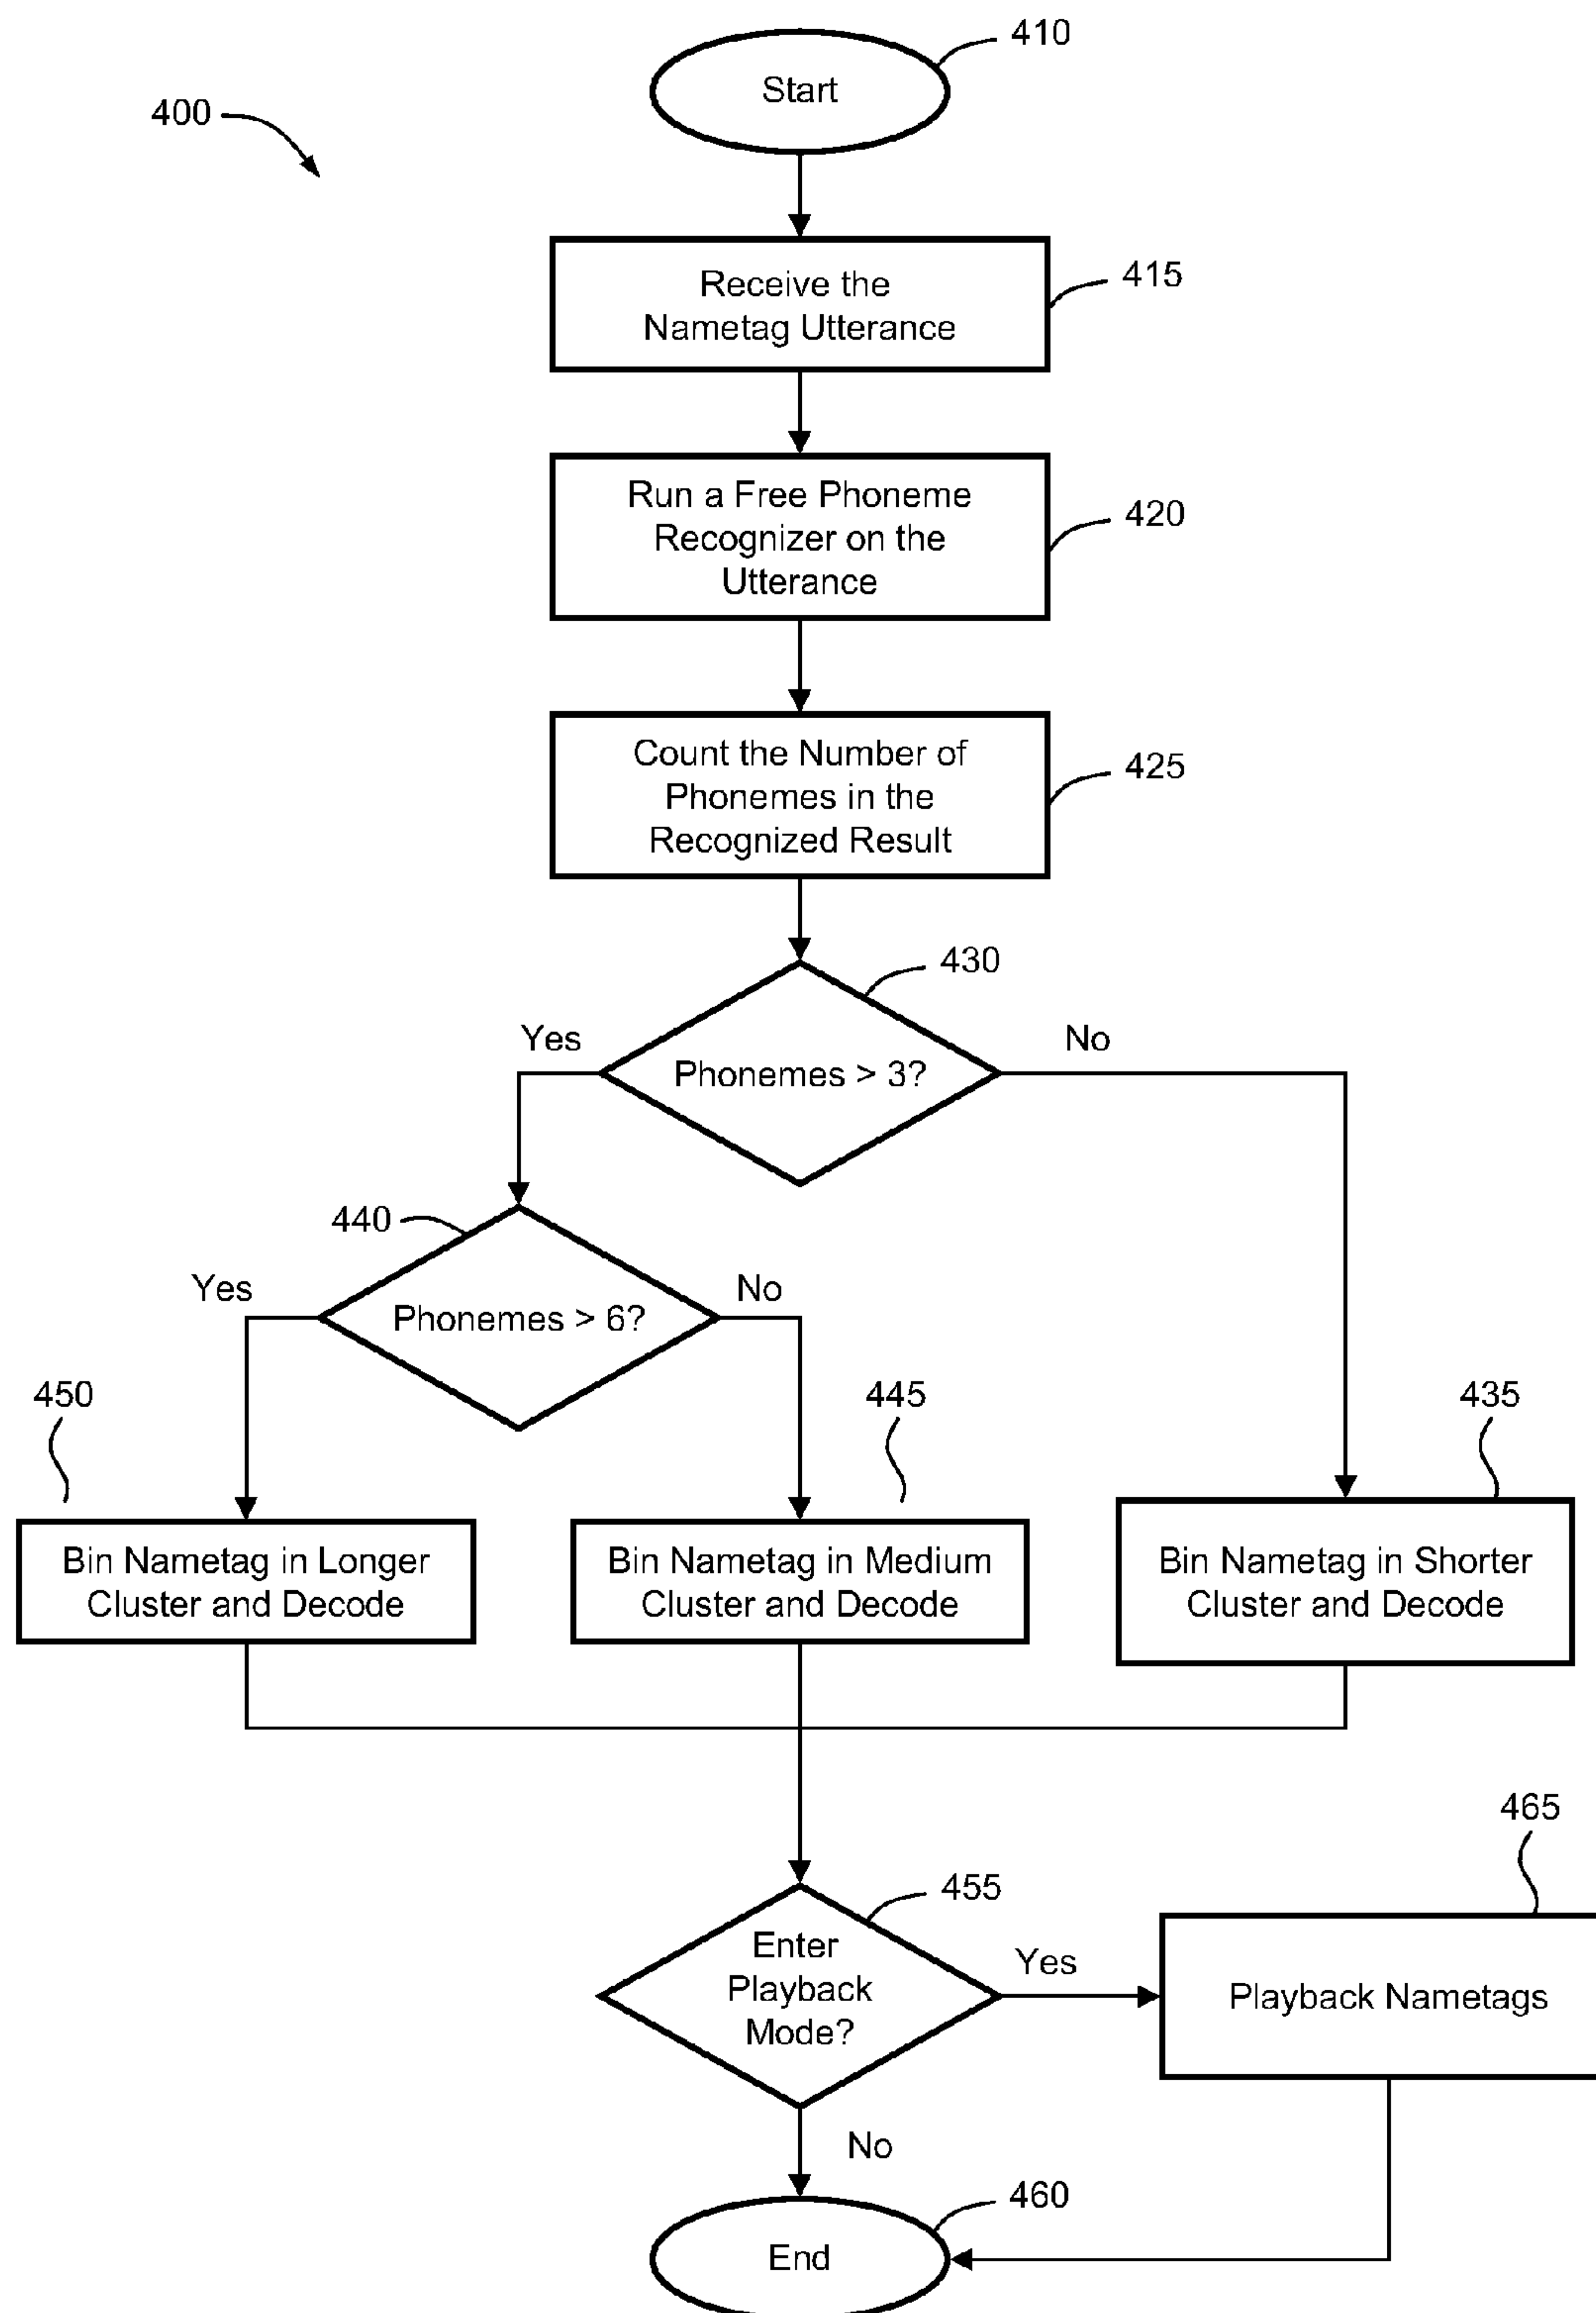 410
Start
400
415
Receive the
Nametag Utterance
420
Run a Free Phoneme
Recognizer on the
Utterance
425
Count the Number of
Phonemes in the
Recognized Result
430
Yes
No
Phonemes > 3?
440
Yes
No
Phonemes > 6?
450
445
435
Bin Nametag in Longer
Cluster and Decode
Bin Nametag in Medium
Cluster and Decode
Bin Nametag in Shorter
Cluster and Decode
465
455
Enter
Playback
Mode?
Yes
Playback Nametags
No
460
End